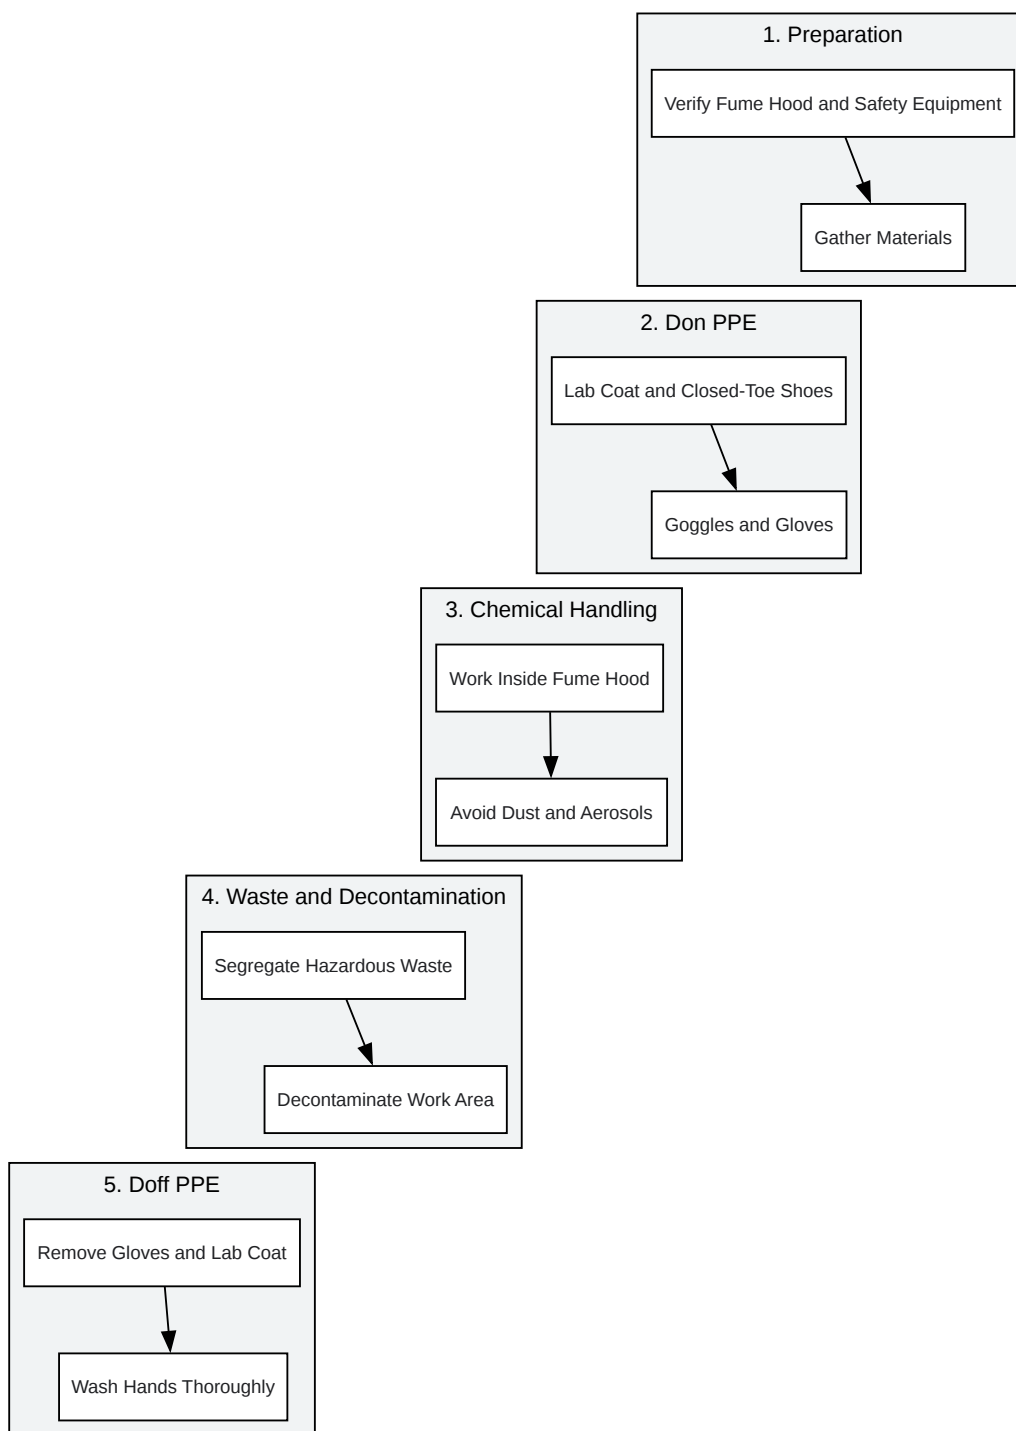 1. Preparation
Verify Fume Hood and Safety Equipment
Gather Materials
2. Don PPE
Lab Coat and Closed-Toe Shoes
Goggles and Gloves
3. Chemical Handling
Work Inside Fume Hood
Avoid Dust and Aerosols
4. Waste and Decontamination
Segregate Hazardous Waste
Decontaminate Work Area
5. Doff PPE
Remove Gloves and Lab Coat
Wash Hands Thoroughly